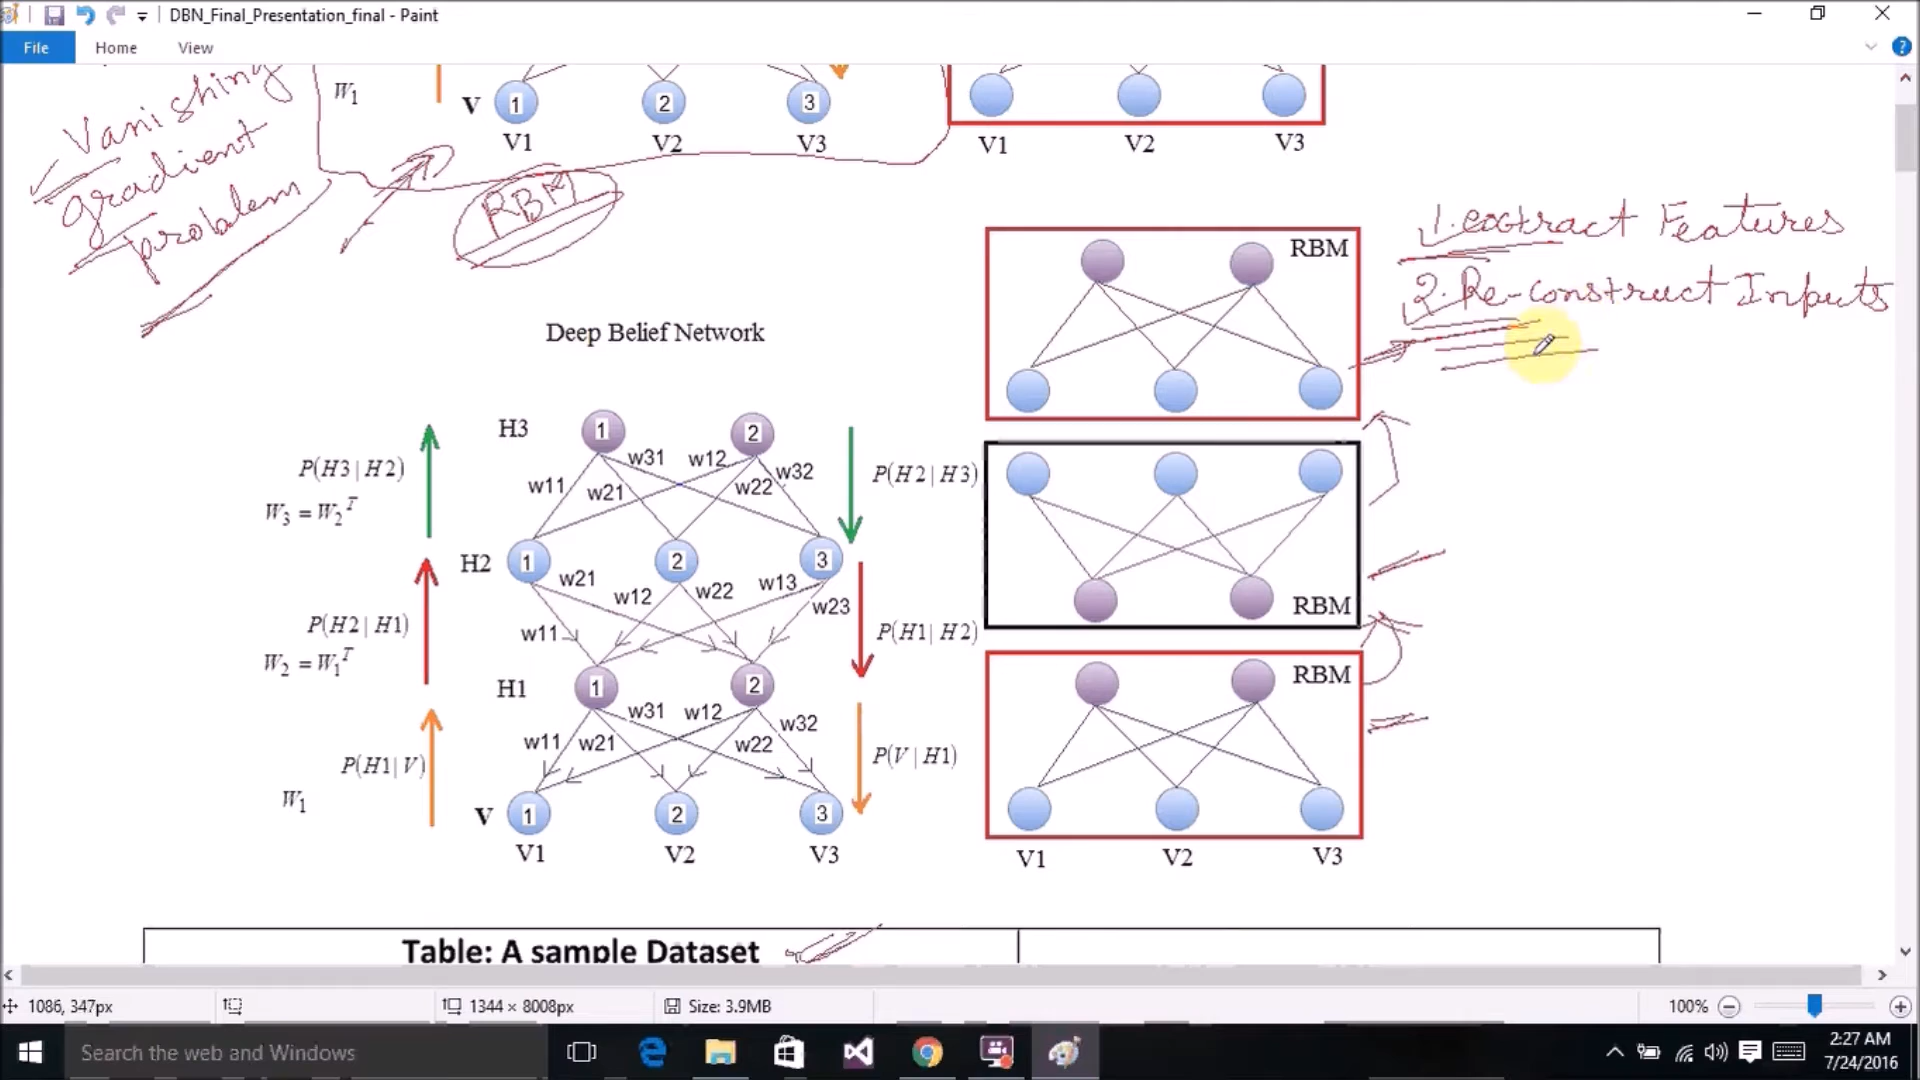 DBN_Final_Presentation_final - Paint
File Home View
Vanishing
gradient
problem
W1
V 1 2 3
V1 V2 V3
V1 V2 V3
RBM
RBM
1. extract Features
2. Re-construct Inputs
Deep Belief Network
H3 1 2
w31 w12 w32
w11 w21 w22
P(H3 | H2)
W3 = W2^T
P(H2 | H3)
H2 1 2 3
w21 w12 w22 w13
w11 w23
P(H2 | H1)
W2 = W1^T
P(H1 | H2)
RBM
H1 1 2
RBM
w31 w12 w32
w11 w21 w22
P(H1 | V)
W1
P(V | H1)
V 1 2 3
V1 V2 V3
V1 V2 V3
Table: A sample Dataset
1086, 347px
1344 × 8008px
Size: 3.9MB
100%
Search the web and Windows
2:27 AM
7/24/2016